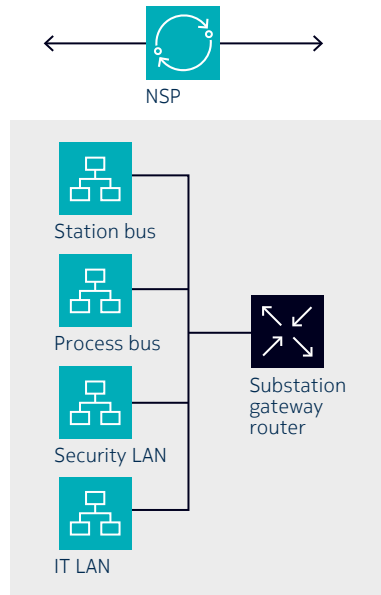 NSP
Station bus
Process bus
Substation
gateway
router
Security LAN
IT LAN